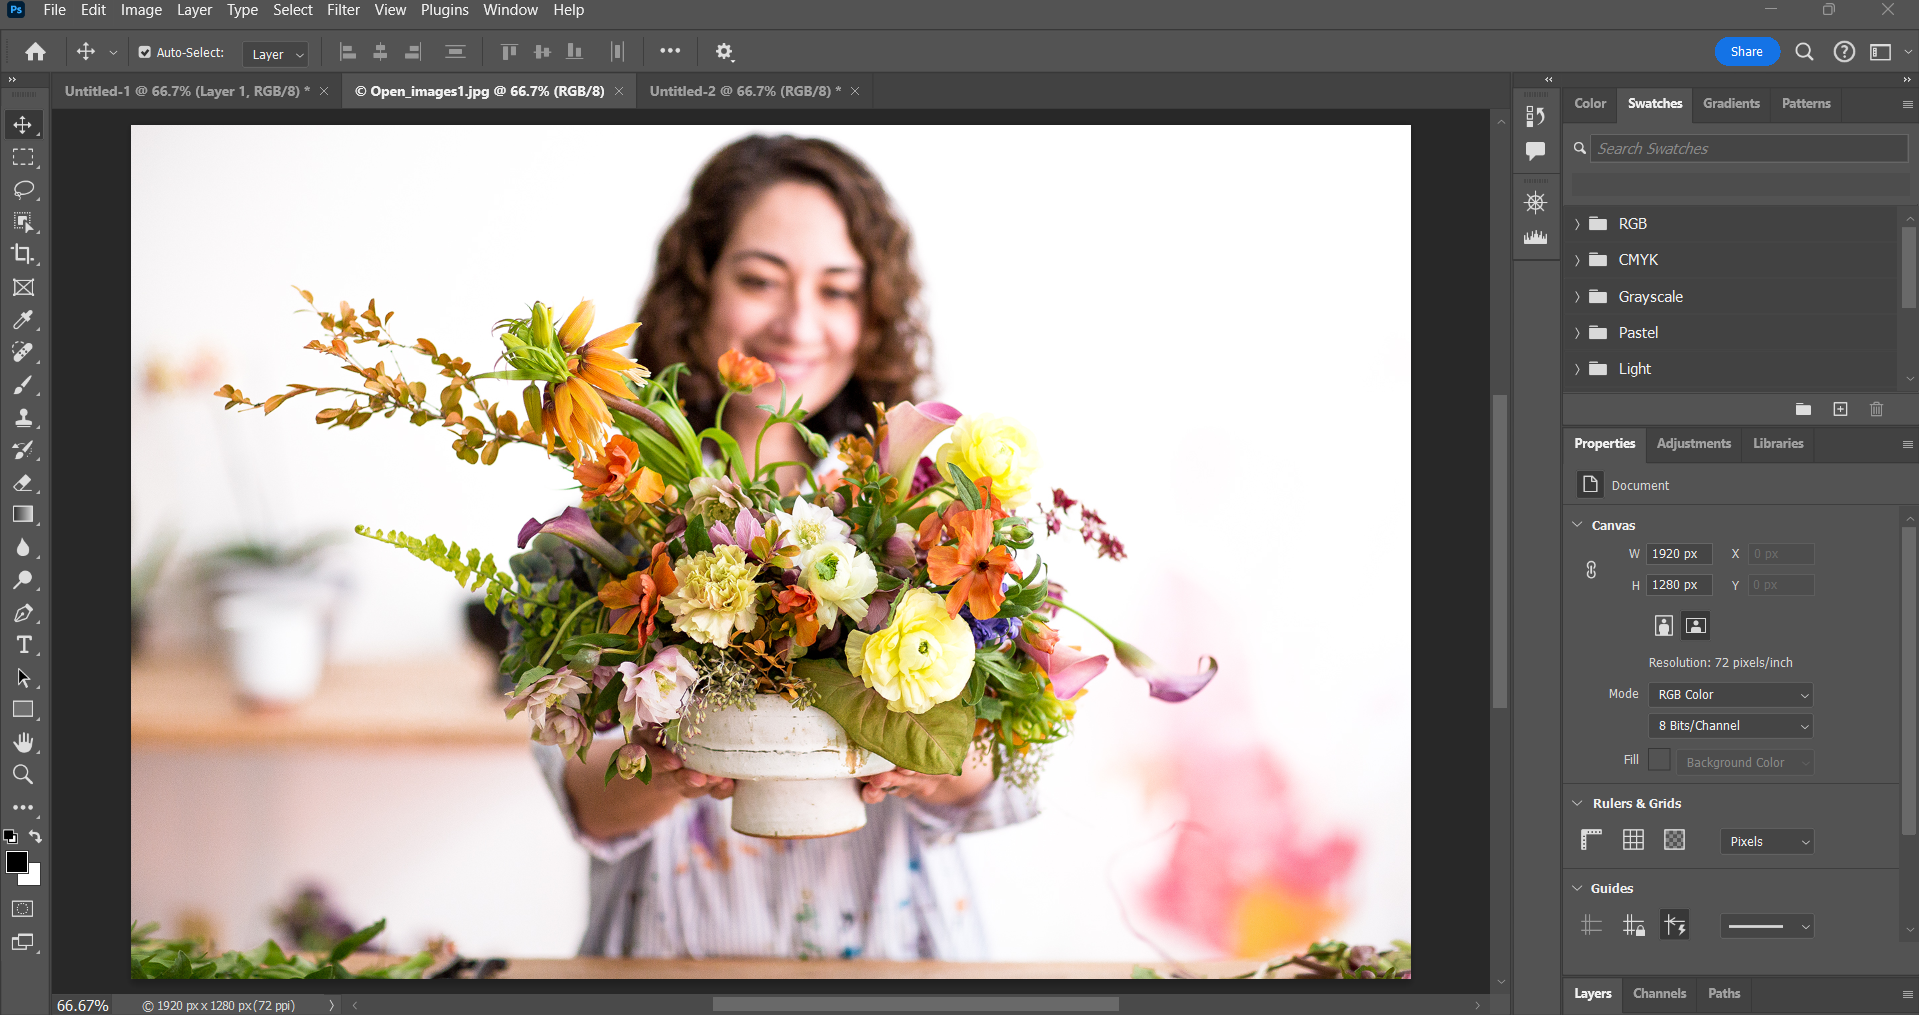 Ps File Edit Image Layer Type Select Filter View Plugins Window Help
Auto-Select: Layer Share
Untitled-1 @ 66.7% (Layer 1, RGB/8) * © Open_images1.jpg @ 66.7% (RGB/8) Untitled-2 @ 66.7% (RGB/8) *
Color Swatches Gradients Patterns
Search Swatches
RGB
CMYK
Grayscale
Pastel
Light
Properties Adjustments Libraries
Document
Canvas
W 1920 px X 0 px
H 1280 px Y 0 px
Resolution: 72 pixels/inch
Mode RGB Color
8 Bits/Channel
Fill Background Color
Rulers & Grids
Pixels
Guides
Layers Channels Paths
66.67% © 1920 px x 1280 px (72 ppi)